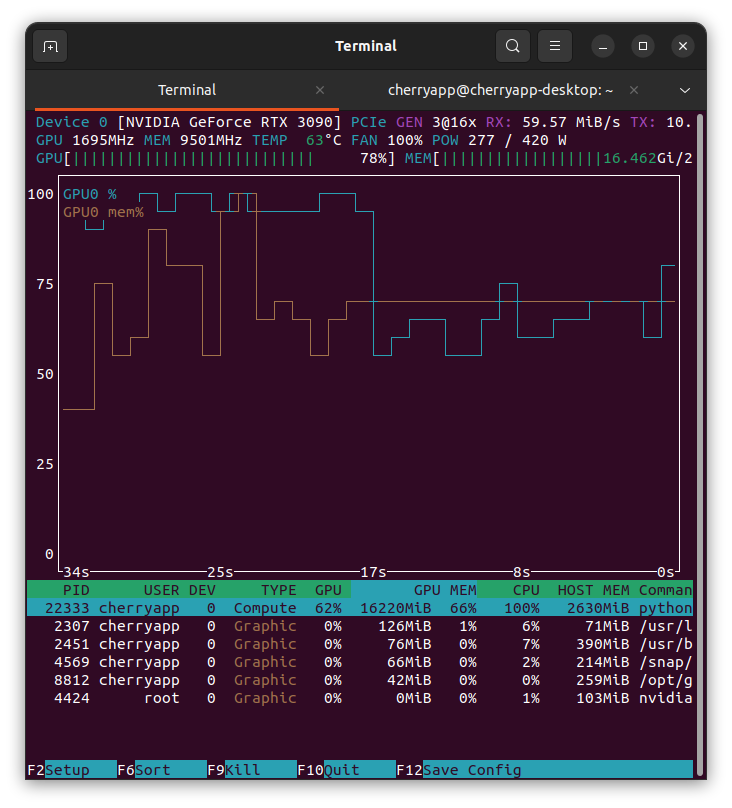 Terminal
Terminal
cherryapp@cherryapp-desktop: ~
Device 0 [NVIDIA GeForce RTX 3090] PCIe GEN 3@16x RX: 59.57 MiB/s TX: 10.
GPU 1695MHz MEM 9501MHz TEMP 63°C FAN 100% POW 277 / 420 W
GPU[|||||||||||||||||||||||||||     78%] MEM[||||||||||||||||||16.462Gi/2
100
GPU0 %
GPU0 mem%
75
50
25
0
34s 25s 17s 8s 0s
PID USER DEV TYPE GPU GPU MEM CPU HOST MEM Comman
22333 cherryapp 0 Compute 62% 16220MiB 66% 100% 2630MiB python
2307 cherryapp 0 Graphic 0% 126MiB 1% 6% 71MiB /usr/l
2451 cherryapp 0 Graphic 0% 76MiB 0% 7% 390MiB /usr/b
4569 cherryapp 0 Graphic 0% 66MiB 0% 2% 214MiB /snap/
8812 cherryapp 0 Graphic 0% 42MiB 0% 0% 259MiB /opt/g
4424 root 0 Graphic 0% 0MiB 0% 1% 103MiB nvidia
F2Setup F6Sort F9Kill F10Quit F12Save Config